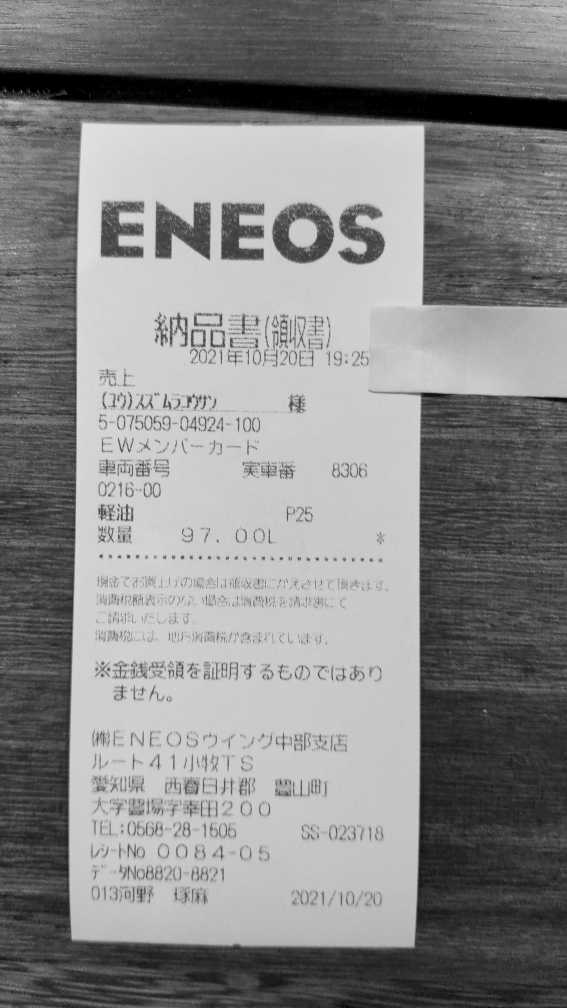 ENEOS
納品書(領収書)
2021年10月20日 19:25
売上
(ユウ)スズムラコウサン 様
5-075059-04924-100
EWメンバーカード
車両番号 実車番 8306
0216-00
軽油 P25
数量 97.00L *
現金でお買上げの場合は領収書にかえさせて頂きます。
消費税額表示のない場合は消費税を請求書にて
ご請求いたします。
消費税には、地方消費税が含まれています。
※金銭受領を証明するものではあり
ません。
㈱ENEOSウイング中部支店
ルート41小牧TS
愛知県 西春日井郡 豊山町
大字豊場字幸田200
TEL:0568-28-1506 SS-023718
レシートNo 0084-05
データNo8820-8821
013河野 琢麻 2021/10/20